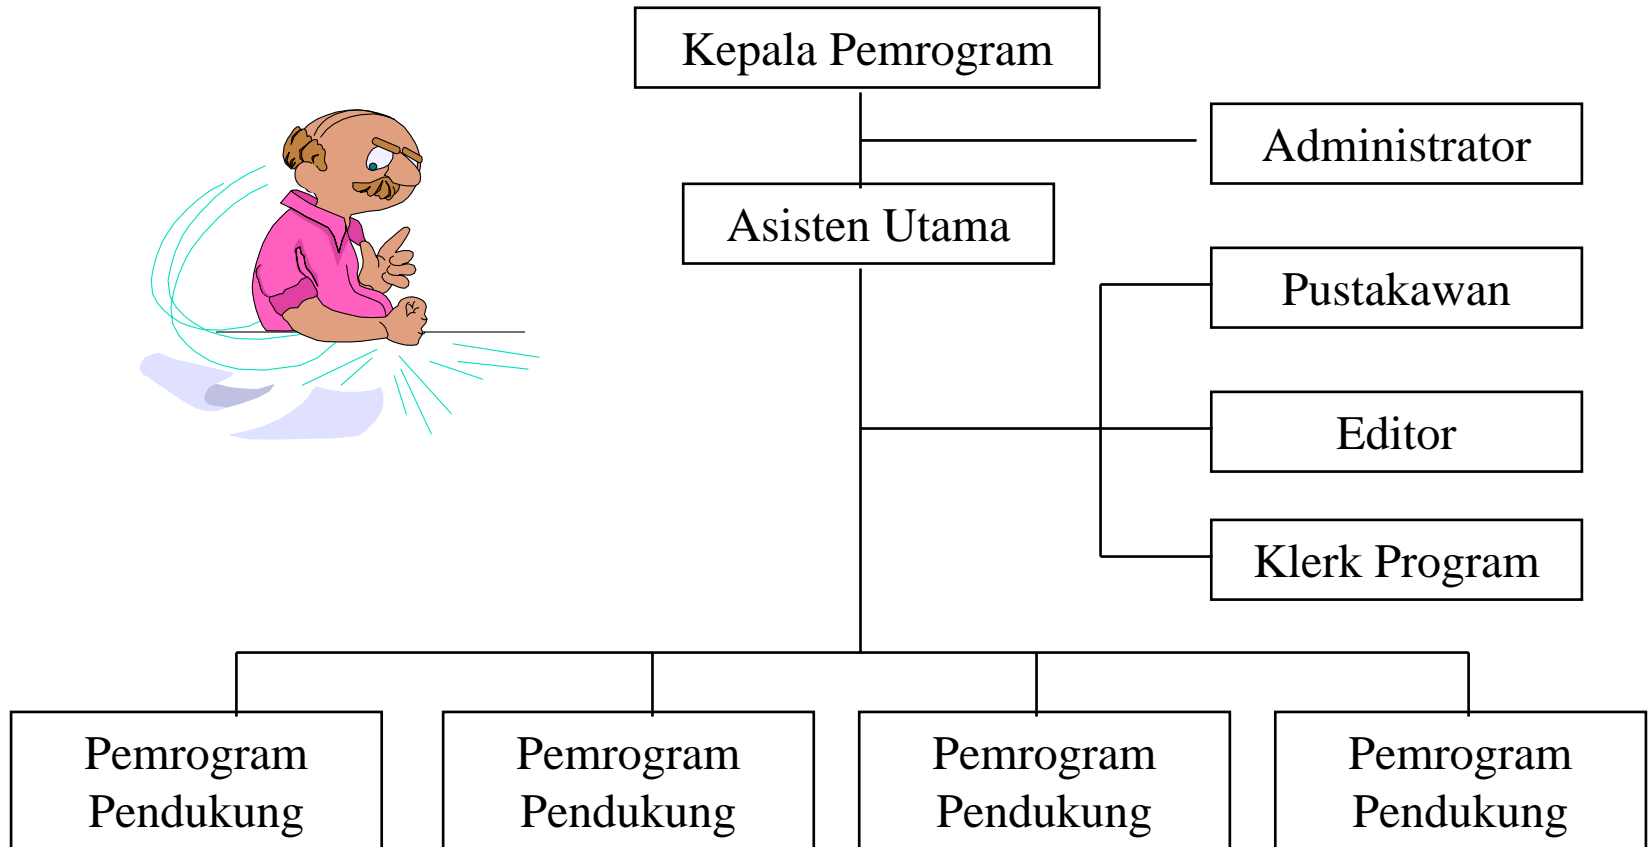 Kepala Pemrogram
Administrator
Asisten Utama
Pustakawan
Editor
Klerk Program
Pemrogram
Pendukung
Pemrogram
Pendukung
Pemrogram
Pendukung
Pemrogram
Pendukung